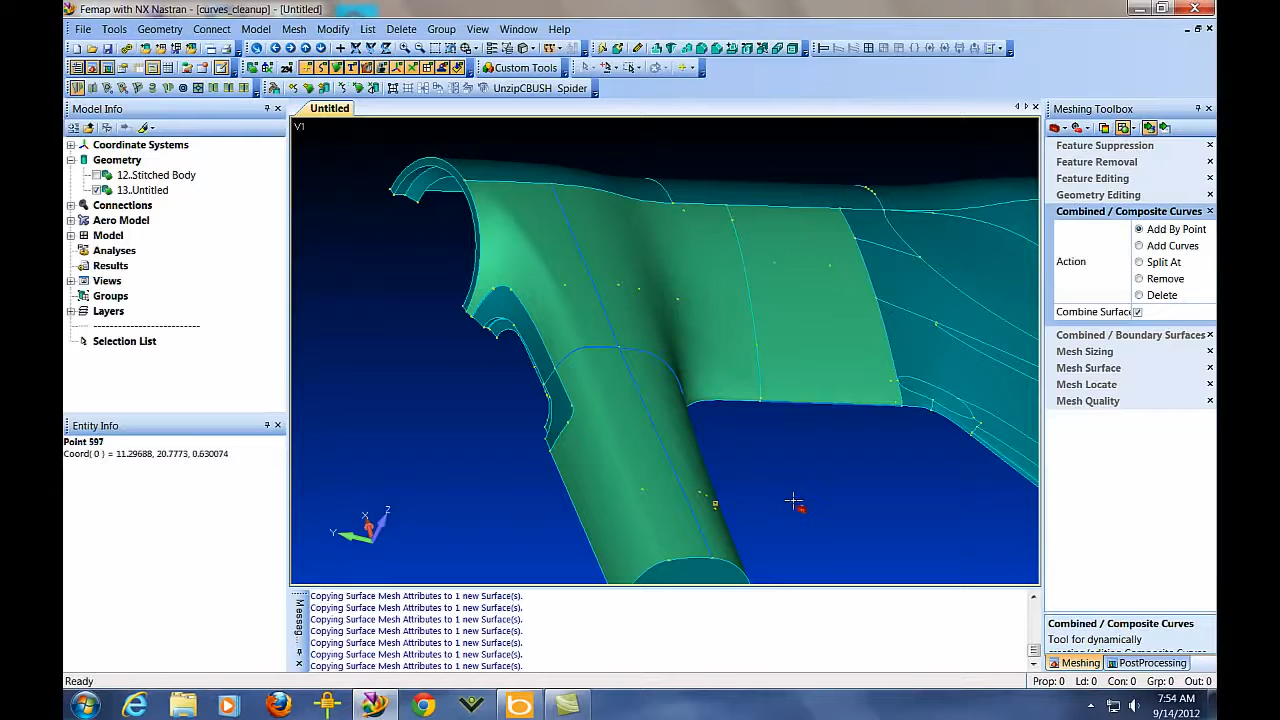 Femap with NX Nastran - [curves_cleanup] - [Untitled]
File Tools Geometry Connect Model Mesh Modify List Delete Group View Window Help
Custom Tools
UnzipCBUSH Spider
Model Info
Coordinate Systems
Geometry
12.Stitched Body
13.Untitled
Connections
Aero Model
Model
Analyses
Results
Views
Groups
Layers
Selection List
Entity Info
Point 597
Coord( 0 ) = 11.29688, 20.7773, 0.630074
Untitled
V1
X
Y
Z
Messag
Copying Surface Mesh Attributes to 1 new Surface(s).
Copying Surface Mesh Attributes to 1 new Surface(s).
Copying Surface Mesh Attributes to 1 new Surface(s).
Copying Surface Mesh Attributes to 1 new Surface(s).
Copying Surface Mesh Attributes to 1 new Surface(s).
Copying Surface Mesh Attributes to 1 new Surface(s).
Copying Surface Mesh Attributes to 1 new Surface(s).
Meshing Toolbox
Feature Suppression
Feature Removal
Feature Editing
Geometry Editing
Combined / Composite Curves
Action
Add By Point
Add Curves
Split At
Remove
Delete
Combine Surfac
Combined / Boundary Surfaces
Mesh Sizing
Mesh Surface
Mesh Locate
Mesh Quality
Combined / Composite Curves
Tool for dynamically
Meshing PostProcessing
Ready
Prop: 0 Ld: 0 Con: 0 Grp: 0 Out: 0
7:54 AM
9/14/2012